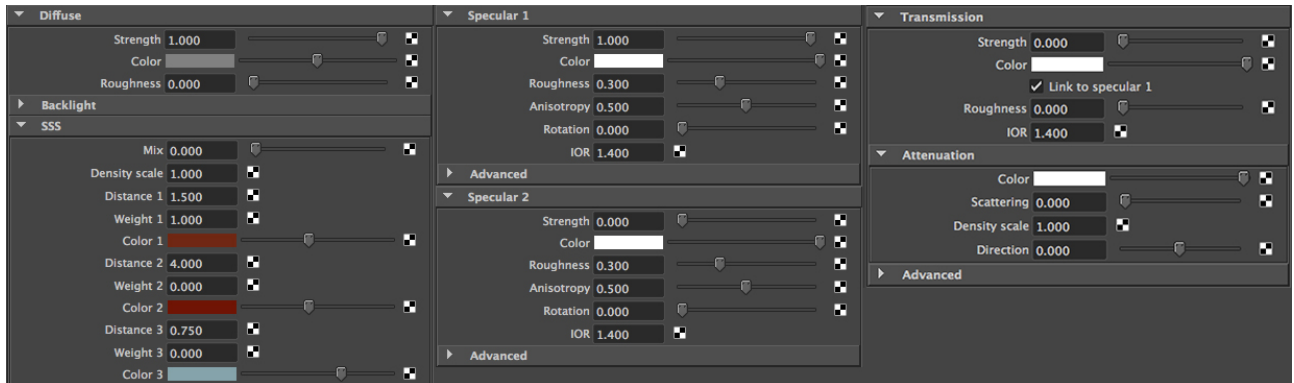 Diffuse
Strength 1.000
Color
Roughness 0.000
Backlight
SSS
Mix 0.000
Density scale 1.000
Distance 1 1.500
Weight 1 1.000
Color 1
Distance 2 4.000
Weight 2 0.000
Color 2
Distance 3 0.750
Weight 3 0.000
Color 3
Specular 1
Strength 1.000
Color
Roughness 0.300
Anisotropy 0.500
Rotation 0.000
IOR 1.400
Advanced
Specular 2
Strength 0.000
Color
Roughness 0.300
Anisotropy 0.500
Rotation 0.000
IOR 1.400
Advanced
Transmission
Strength 0.000
Color
Link to specular 1
Roughness 0.000
IOR 1.400
Attenuation
Color
Scattering 0.000
Density scale 1.000
Direction 0.000
Advanced